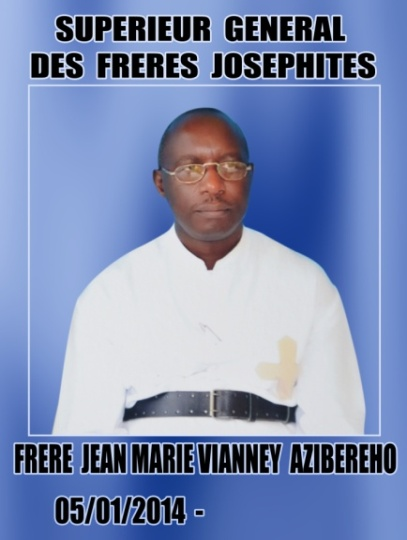 SUPERIEUR GENERAL
DES FRERES JOSEPHITES
FRERE JEAN MARIE VIANNEY AZIBEREHO
05/01/2014 -